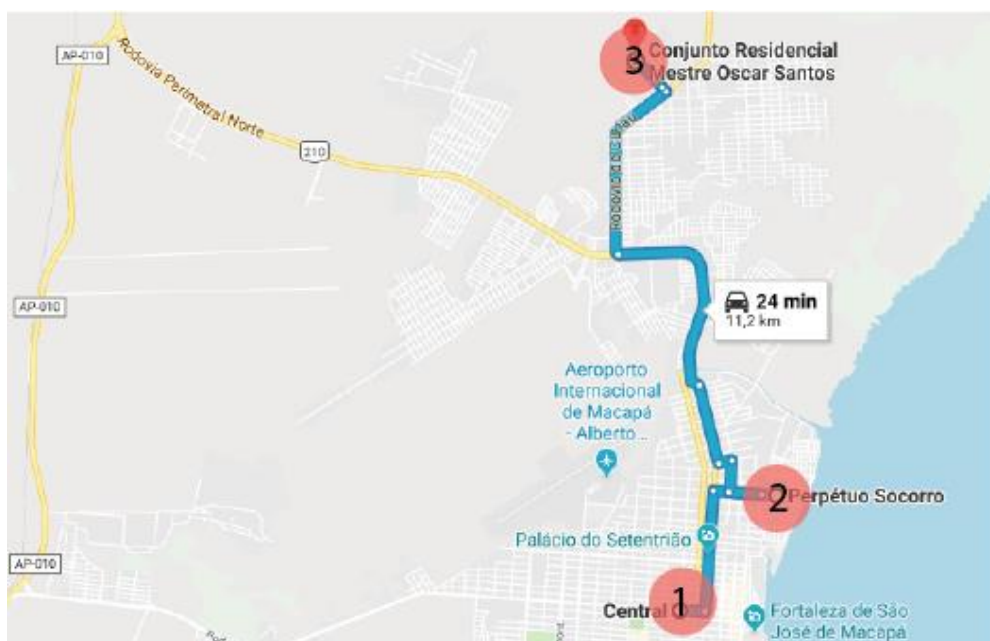 AP-010
Rodovia Perimetral Norte
210
3
Conjunto Residencial
Mestre Oscar Santos
AP-010
24 min
11,2 km
Aeroporto
Internacional
de Macapá
- Alberto...
2
Perpétuo Socorro
Palácio do Setentrião
AP-010
Central
1
Fortaleza de São
José de Macapá